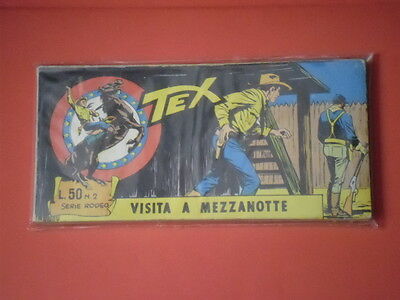 TEX
L. 50 N. 2
SERIE RODEO
VISITA A MEZZANOTTE